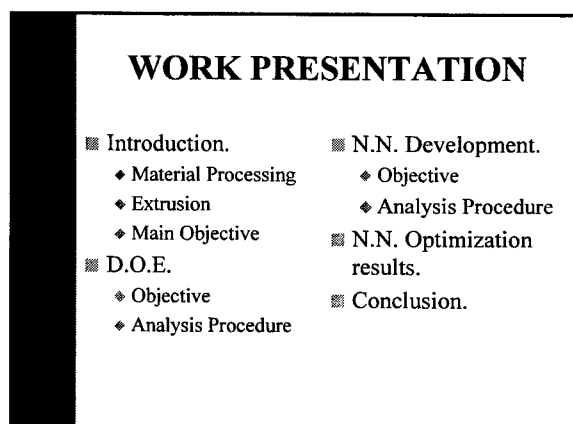 WORK PRESENTATION
Introduction.
Material Processing
Extrusion
Main Objective
D.O.E.
Objective
Analysis Procedure
N.N. Development.
Objective
Analysis Procedure
N.N. Optimization
results.
Conclusion.